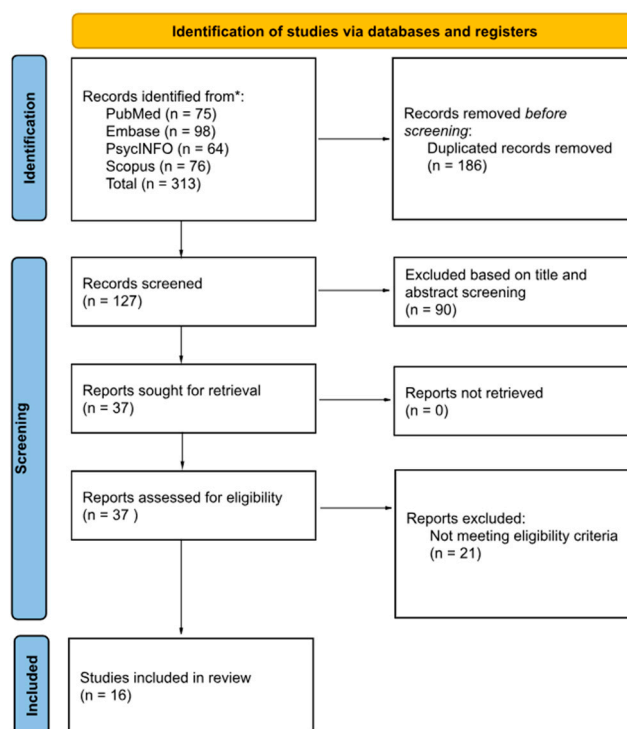 Identification of studies via databases and registers
Identification
Records identified from*:
PubMed (n = 75)
Embase (n = 98)
PsycINFO (n = 64)
Scopus (n = 76)
Total (n = 313)
Records removed before
screening:
Duplicated records removed
(n = 186)
Screening
Records screened
(n = 127)
Excluded based on title and
abstract screening
(n = 90)
Reports sought for retrieval
(n = 37)
Reports not retrieved
(n = 0)
Reports assessed for eligibility
(n = 37 )
Reports excluded:
Not meeting eligibility criteria
(n = 21)
Included
Studies included in review
(n = 16)